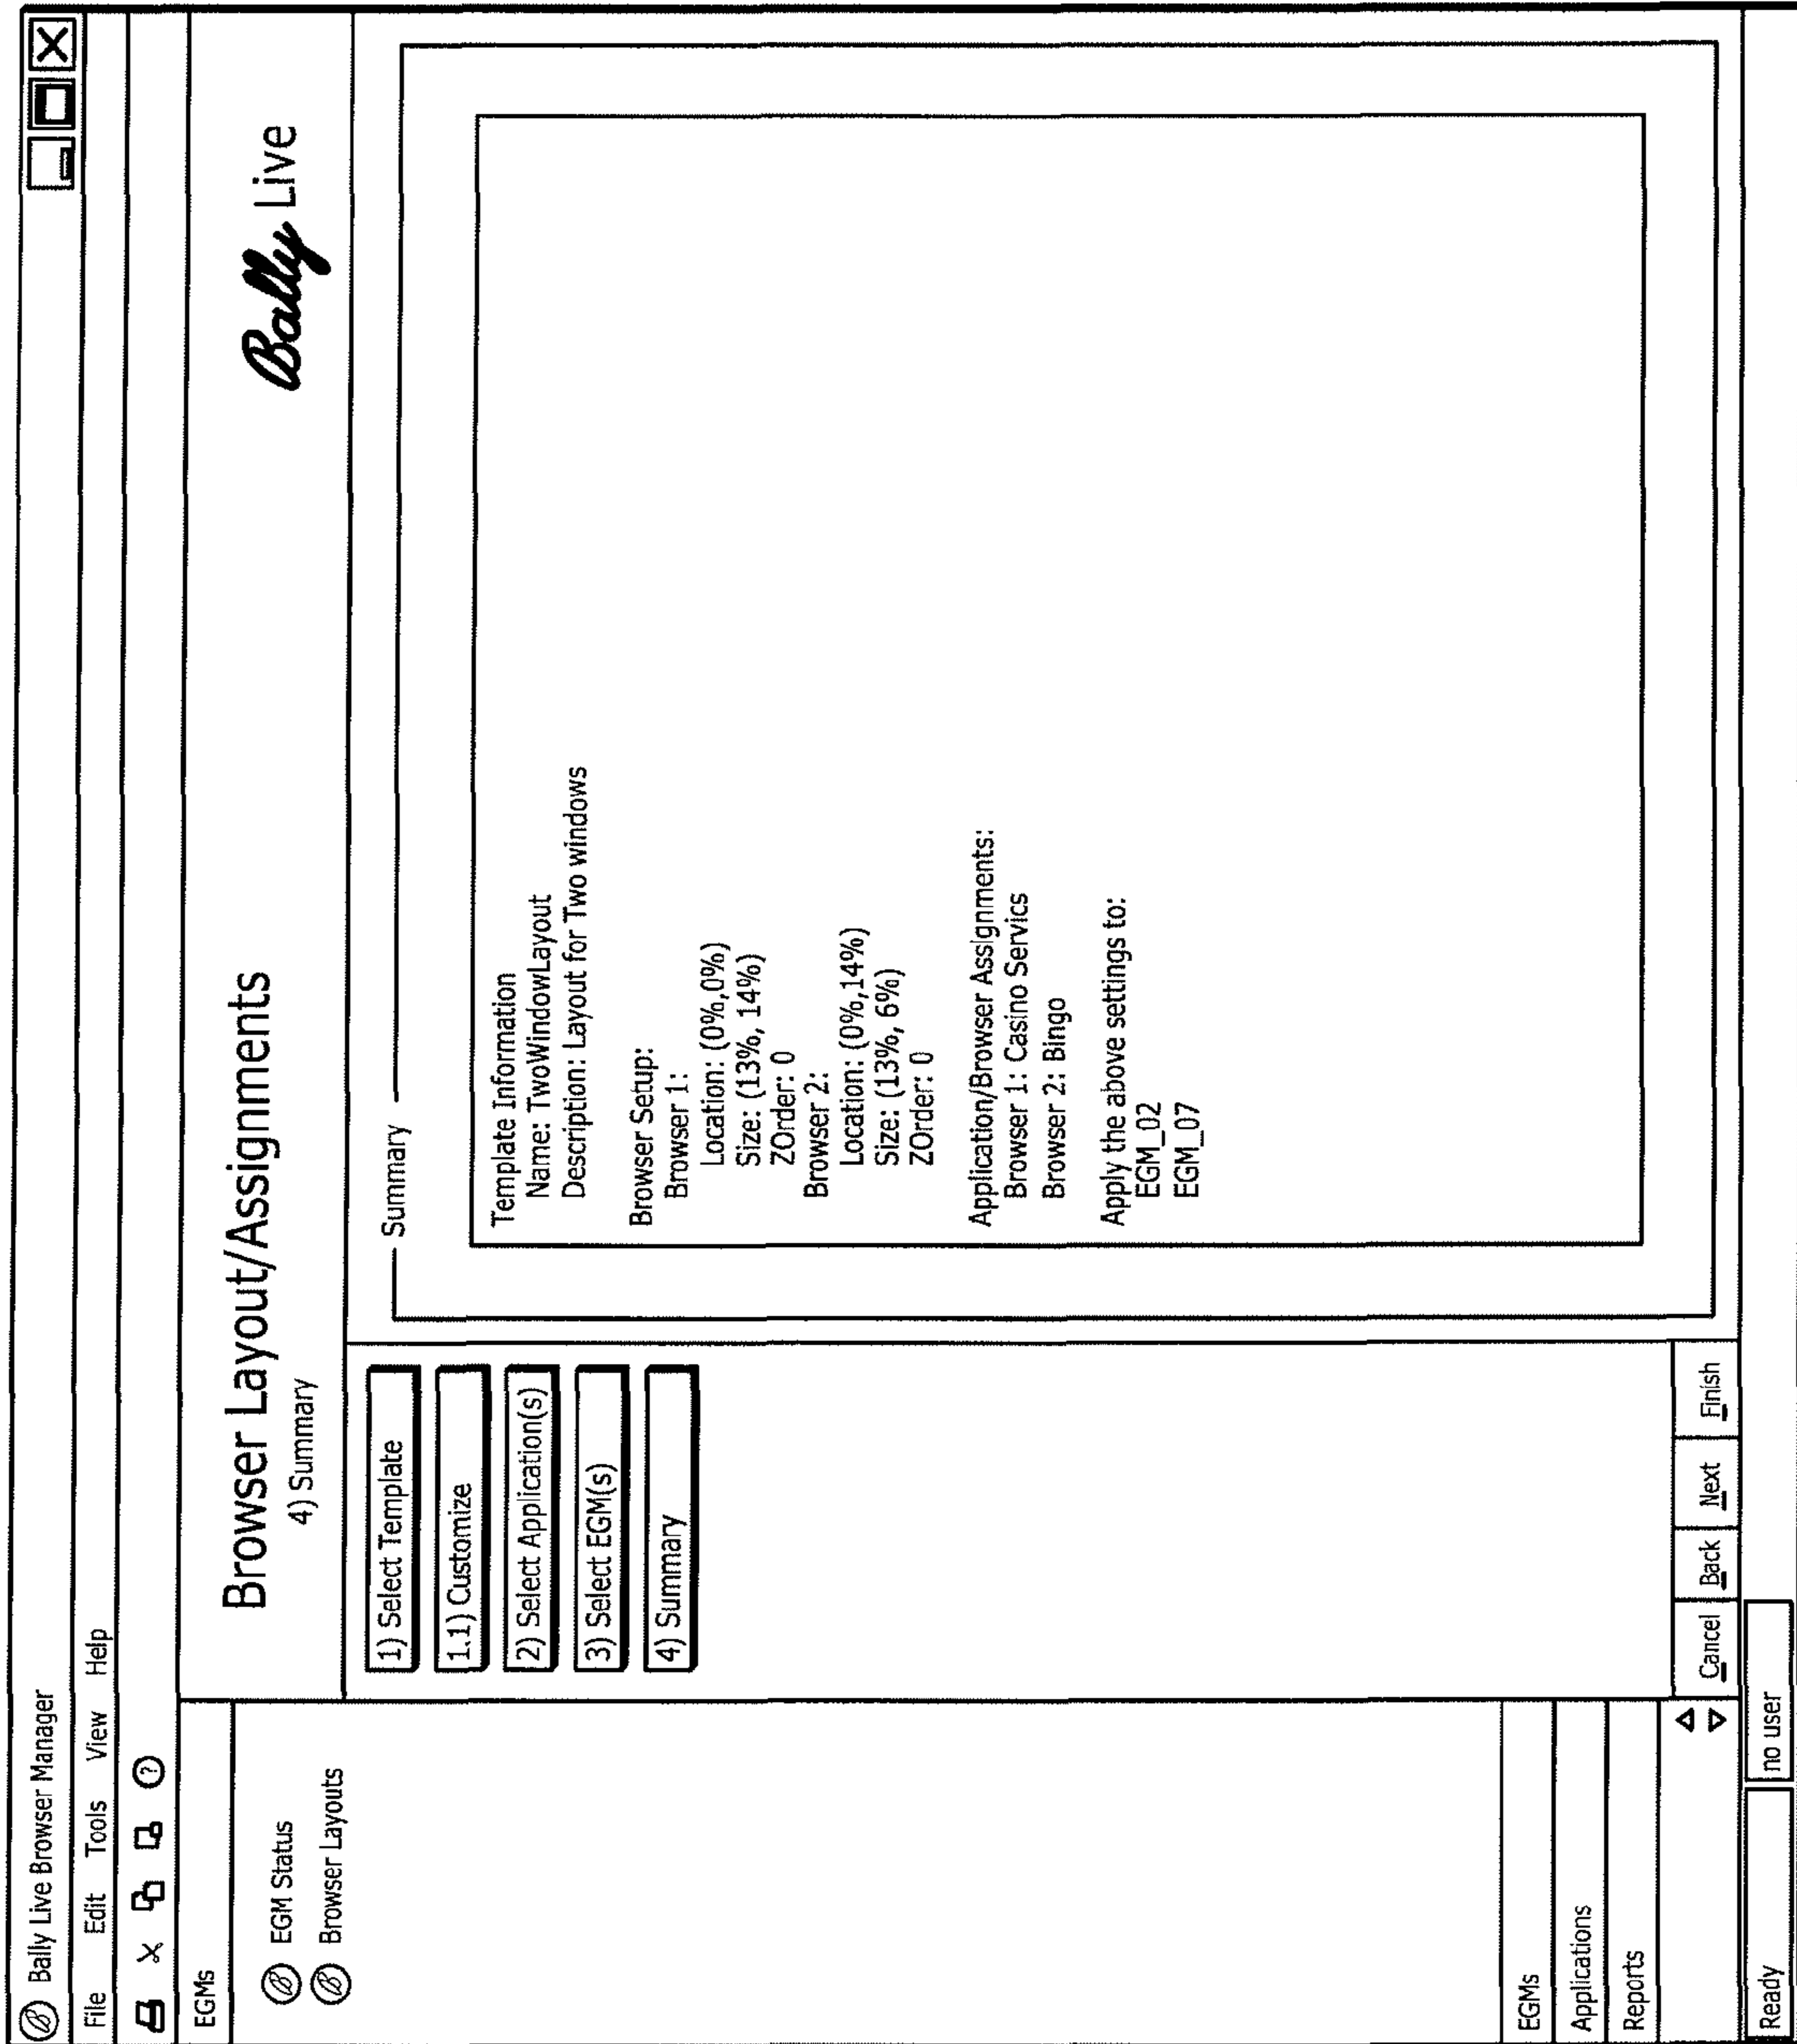 Bally Live Browser Manager
File Edit Tools View Help
EGMs
EGM Status
Browser Layouts
EGMs
Applications
Reports
Browser Layout/Assignments
4) Summary
Bally Live
1) Select Template
1.1) Customize
2) Select Application(s)
3) Select EGM(s)
4) Summary
Cancel Back Next Finish
Summary
Template Information
Name: TwoWindowLayout
Description: Layout for Two windows
Browser Setup:
Browser 1:
Location: (0%,0%)
Size: (13%, 14%)
ZOrder: 0
Browser 2:
Location: (0%,14%)
Size: (13%, 6%)
ZOrder: 0
Application/Browser Assignments:
Browser 1: Casino Servics
Browser 2: Bingo
Apply the above settings to:
EGM_02
EGM_07
Ready
no user